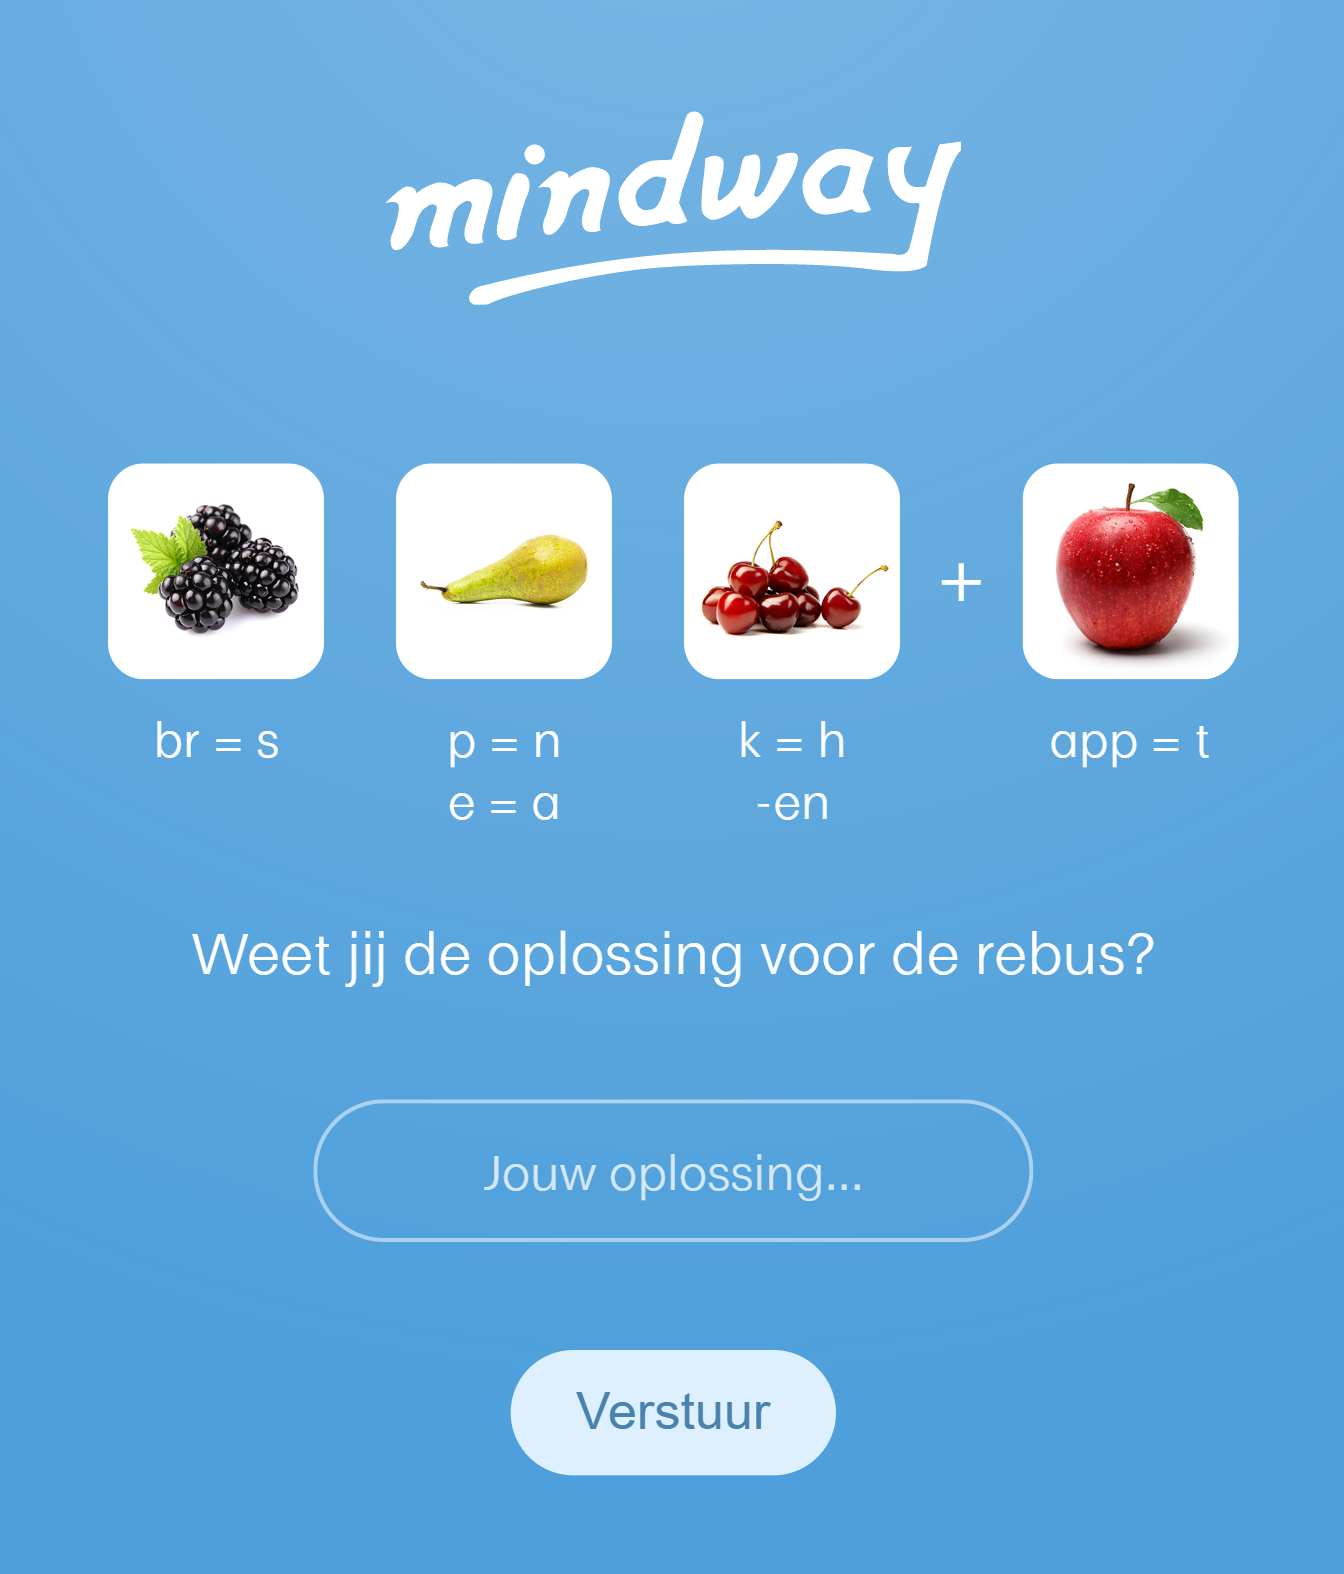 mindway
+
br = s
p = n
k = h
app = t
e = a
-en
Weet jij de oplossing voor de rebus?
Jouw oplossing...
Verstuur